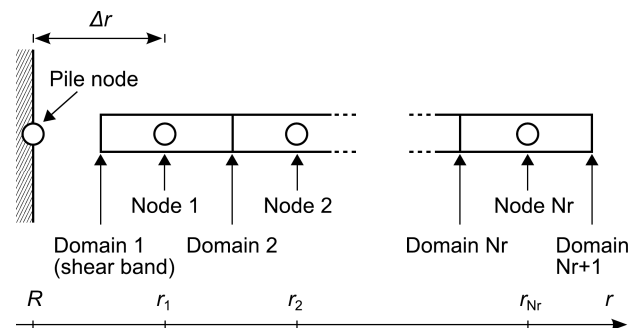 Δr
Pile node
Node 1
Node 2
Node Nr
Domain 1
(shear band)
Domain 2
Domain Nr
Domain
Nr+1
R
r1
r2
rNr
r